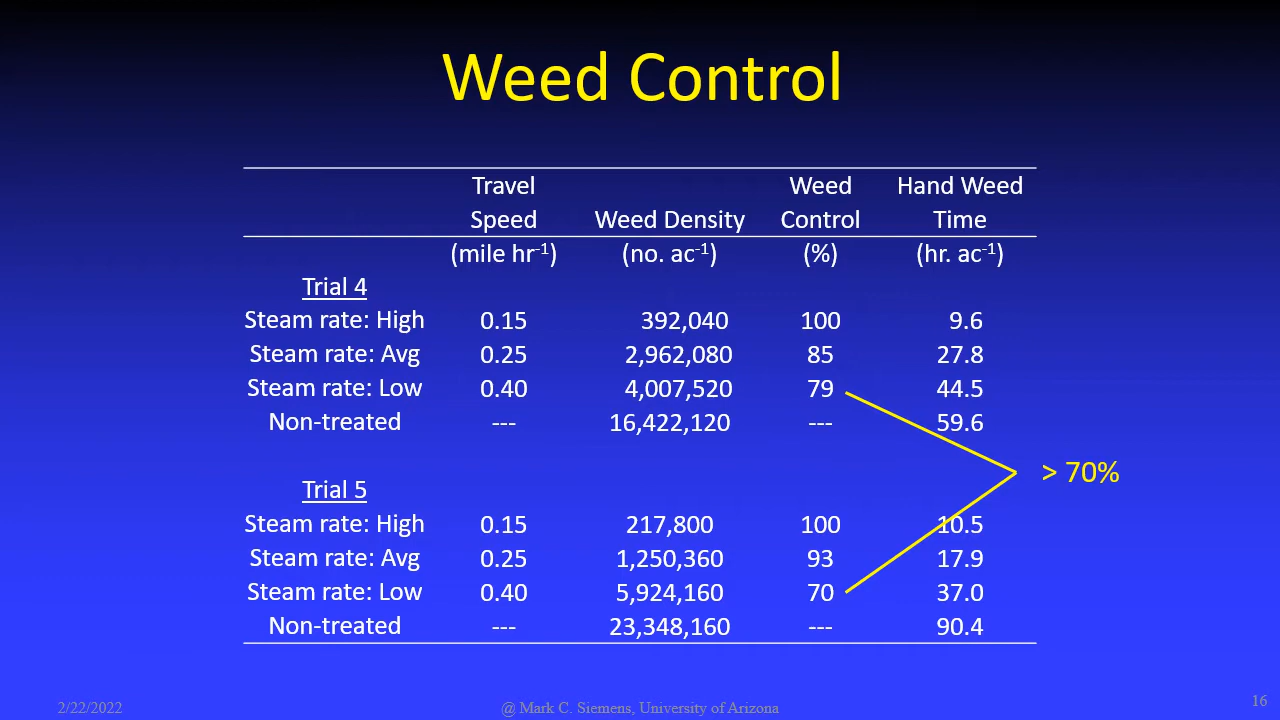 Weed Control
Travel Speed Weed Density Weed Control Hand Weed Time
(mile hr-1) (no. ac-1) (%) (hr. ac-1)
Trial 4
Steam rate: High 0.15 392,040 100 9.6
Steam rate: Avg 0.25 2,962,080 85 27.8
Steam rate: Low 0.40 4,007,520 79 44.5
Non-treated --- 16,422,120 --- 59.6
> 70%
Trial 5
Steam rate: High 0.15 217,800 100 10.5
Steam rate: Avg 0.25 1,250,360 93 17.9
Steam rate: Low 0.40 5,924,160 70 37.0
Non-treated --- 23,348,160 --- 90.4
2/22/2022 @ Mark C. Siemens, University of Arizona 16